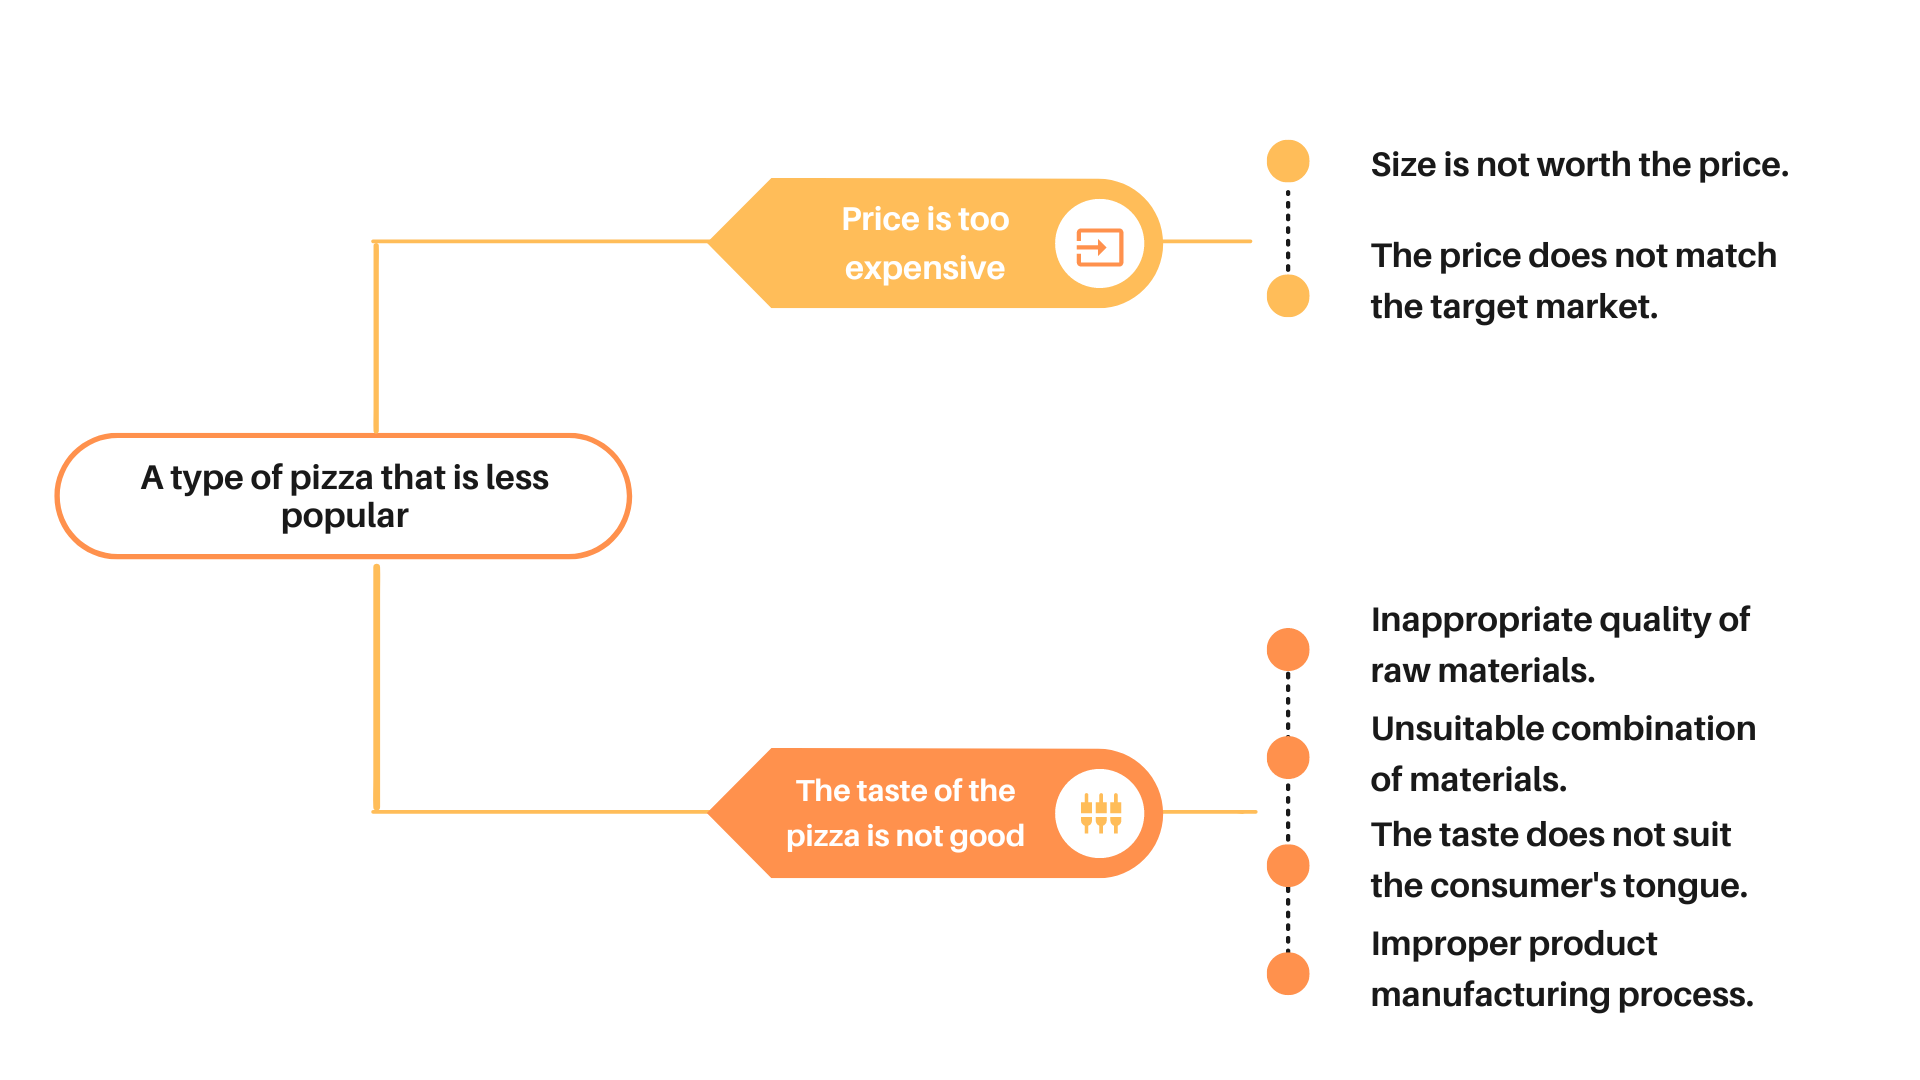 Price is too
expensive
Size is not worth the price.
The price does not match
the target market.
A type of pizza that is less
popular
The taste of the
pizza is not good
Inappropriate quality of
raw materials.
Unsuitable combination
of materials.
The taste does not suit
the consumer's tongue.
Improper product
manufacturing process.